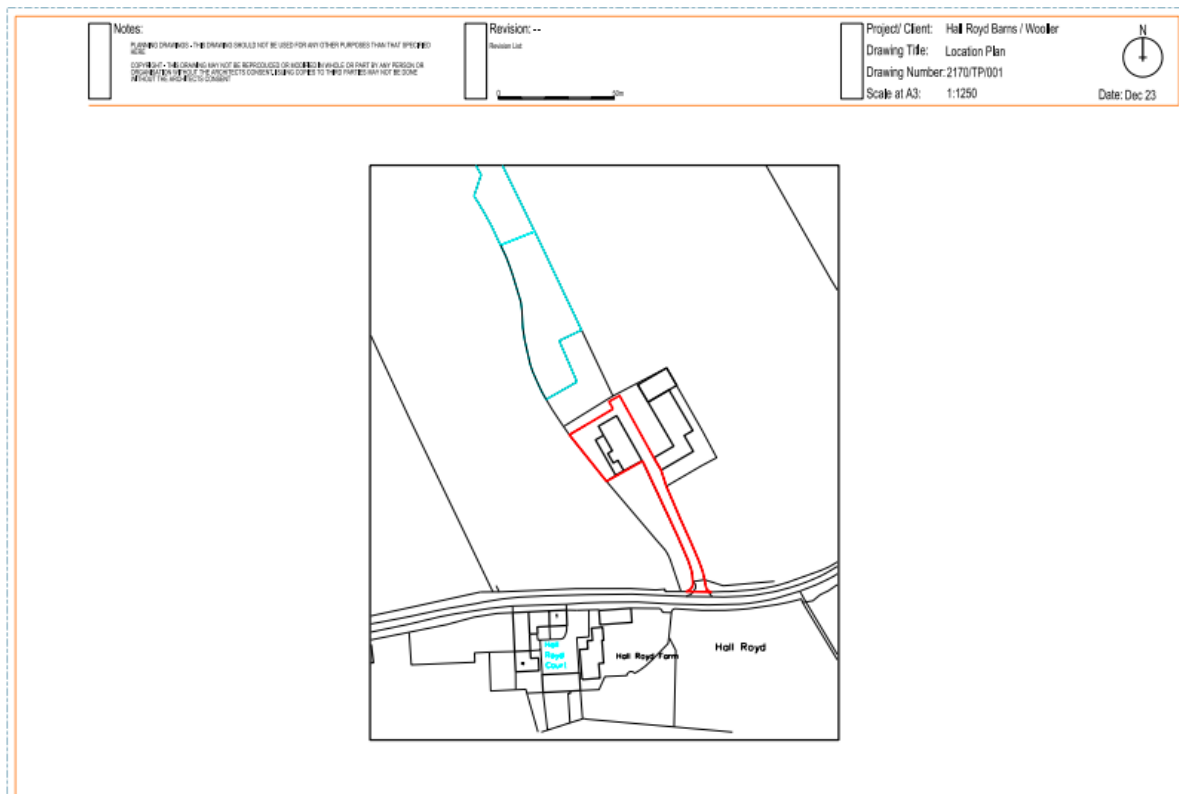 Notes:
PLANNING DRAWINGS - THIS DRAWING SHOULD NOT BE USED FOR ANY OTHER PURPOSES THAN THAT SPECIFIED
HERE
COPYRIGHT - THIS DRAWING MAY NOT BE REPRODUCED OR MODIFIED IN WHOLE OR PART BY ANY PERSON OR
ORGANISATION WITHOUT THE ARCHITECTS CONSENT. ISSUING COPIES TO THIRD PARTIES MAY NOT BE DONE
WITHOUT THE ARCHITECTS CONSENT
Revision: --
Revision List
0 50m
Project/ Client: Hall Royd Barns / Wooller
Drawing Title: Location Plan
Drawing Number: 2170/TP/001
Scale at A3: 1:1250
N
Date: Dec 23
Hall
Royd
Court
Hall Royd Farm
Hall Royd